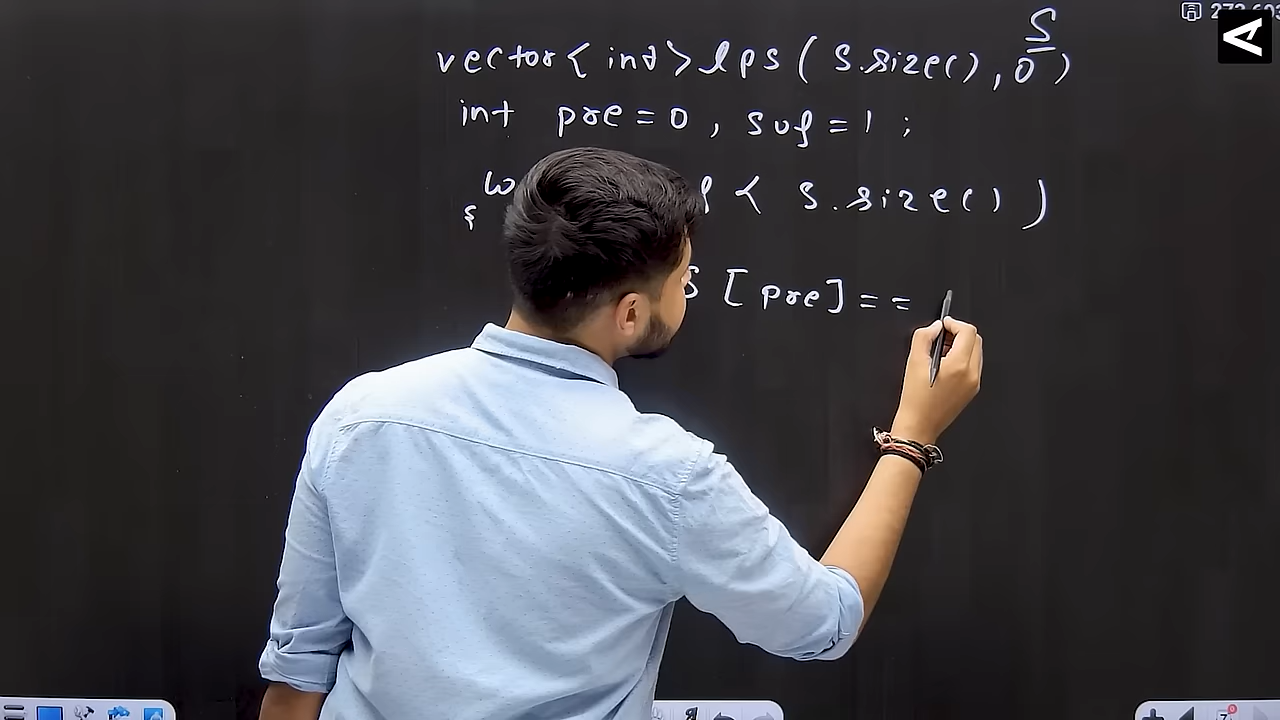 S
vector<int> lps(s.size(), 0)
int pre = 0, suf = 1;
< s.size())
{
s[pre] ==